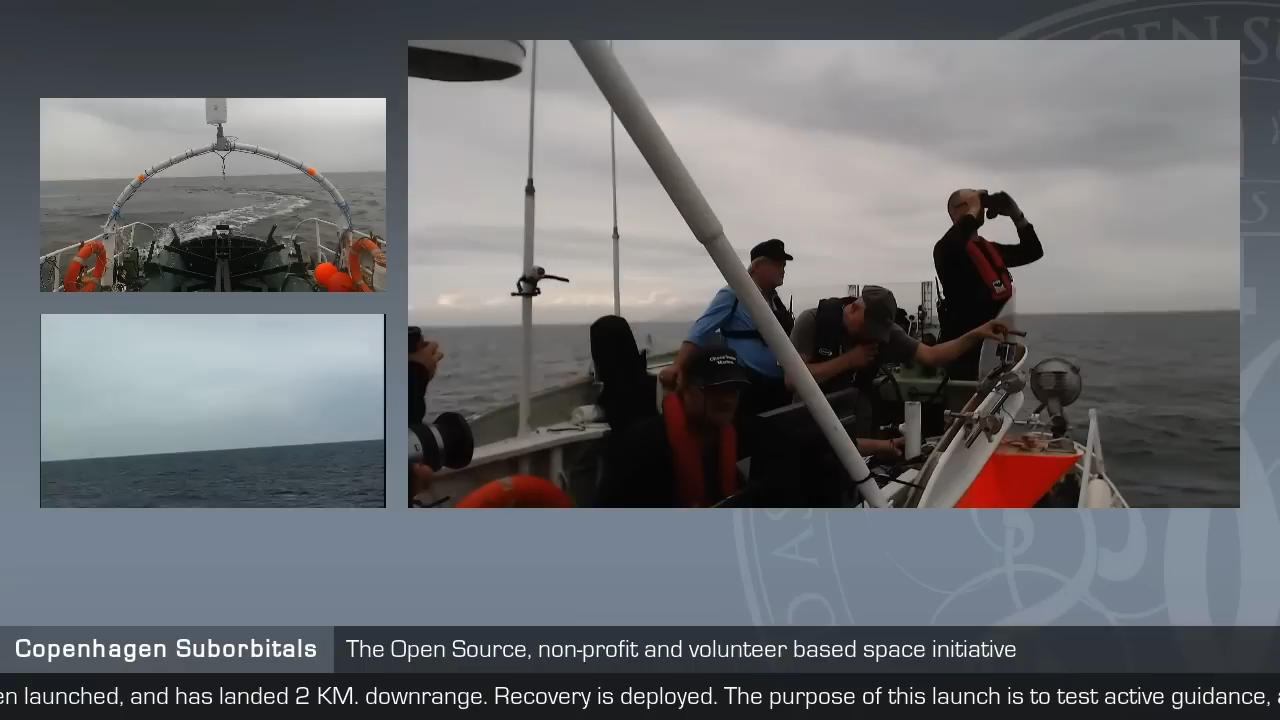 Copenhagen Suborbitals
The Open Source, non-profit and volunteer based space initiative
en launched, and has landed 2 KM. downrange. Recovery is deployed. The purpose of this launch is to test active guidance,